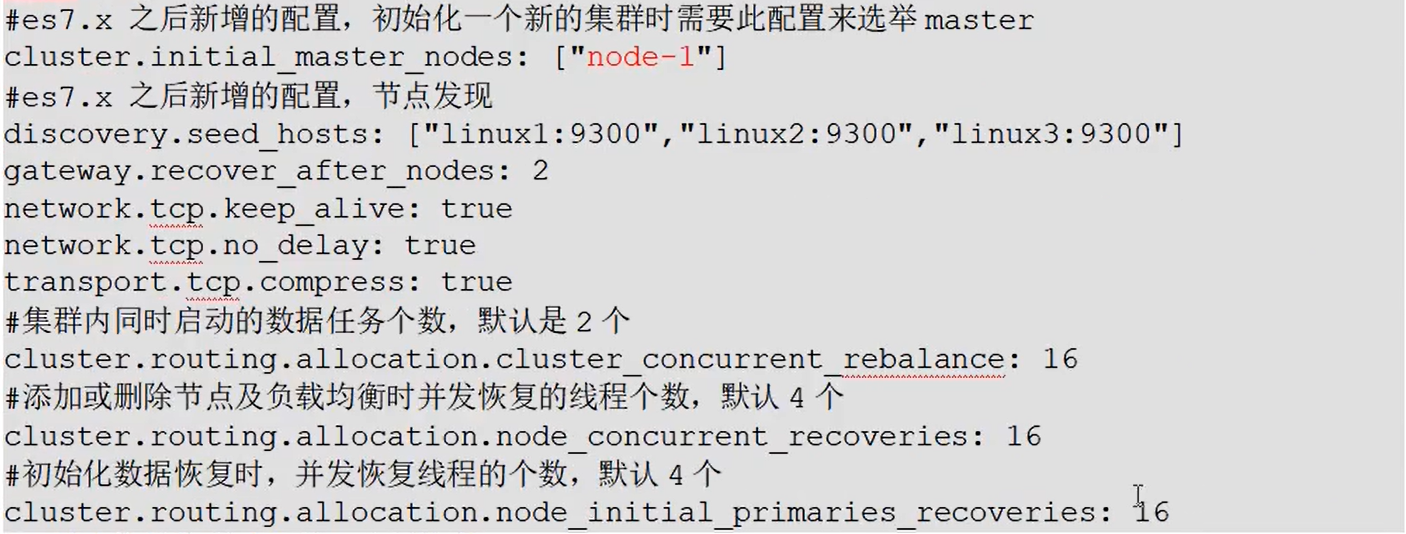 #es7.x 之后新增的配置，初始化一个新的集群时需要此配置来选举 master
cluster.initial_master_nodes: ["node-1"]
#es7.x 之后新增的配置，节点发现
discovery.seed_hosts: ["linux1:9300","linux2:9300","linux3:9300"]
gateway.recover_after_nodes: 2
network.tcp.keep_alive: true
network.tcp.no_delay: true
transport.tcp.compress: true
#集群内同时启动的数据任务个数，默认是 2 个
cluster.routing.allocation.cluster_concurrent_rebalance: 16
#添加或删除节点及负载均衡时并发恢复的线程个数，默认 4 个
cluster.routing.allocation.node_concurrent_recoveries: 16
#初始化数据恢复时，并发恢复线程的个数，默认 4 个
cluster.routing.allocation.node_initial_primaries_recoveries: 16